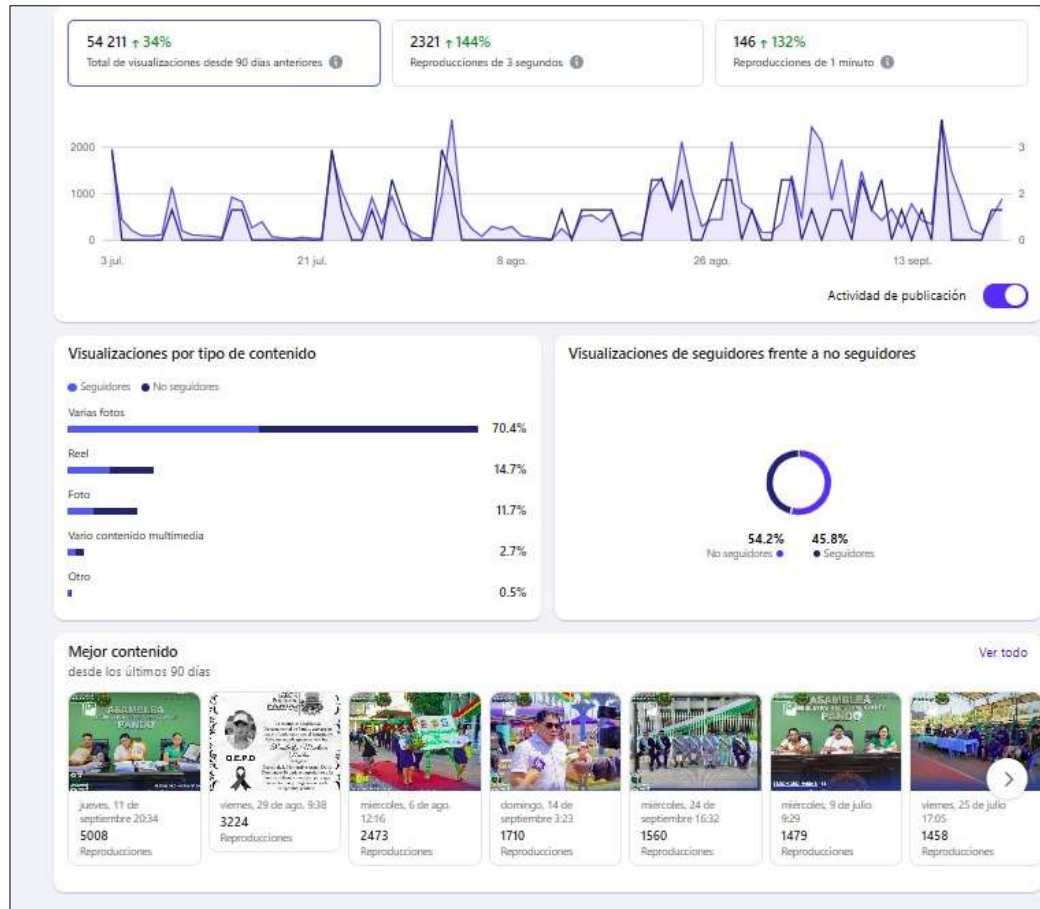 54 211 ↑ 34%
Total de visualizaciones desde 90 días anteriores
2321 ↑ 144%
Reproducciones de 3 segundos
146 ↑ 132%
Reproducciones de 1 minuto
2000
1000
0
3
2
0
3 jul.
21 jul.
8 ago.
26 ago.
13 sept.
Actividad de publicación
Visualizaciones por tipo de contenido
Seguidores
No seguidores
Varias fotos
70.4%
Reel
14.7%
Foto
11.7%
Vario contenido multimedia
2.7%
Otro
0.5%
Visualizaciones de seguidores frente a no seguidores
54.2%
No seguidores
45.8%
Seguidores
Mejor contenido
desde los últimos 90 días
Ver todo
ASAMBLEA
PANDO
jueves, 11 de
septiembre 20:34
5008
Reproducciones
Q.E.P.D
viernes, 29 de ago. 9:38
3224
Reproducciones
miércoles, 6 de ago.
12:16
2473
Reproducciones
domingo, 14 de
septiembre 3:23
1710
Reproducciones
miércoles, 24 de
septiembre 16:32
1560
Reproducciones
ASAMBLEA
PANDO
miércoles, 9 de julio
9:29
1479
Reproducciones
viernes, 25 de julio
17:05
1458
Reproducciones